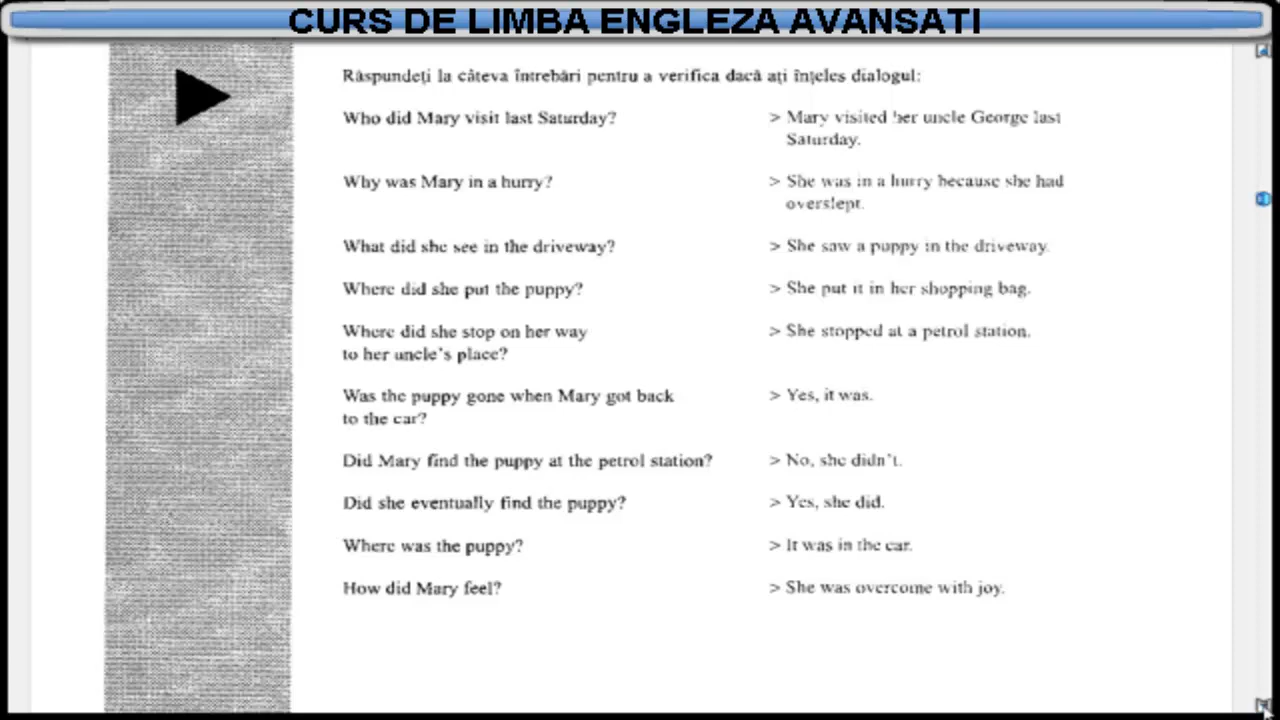 CURS DE LIMBA ENGLEZA AVANSATI
Răspundeți la câteva întrebări pentru a verifica dacă ați înțeles dialogul:
Who did Mary visit last Saturday?
> Mary visited her uncle George last
Saturday.
Why was Mary in a hurry?
> She was in a hurry because she had
overslept.
What did she see in the driveway?
> She saw a puppy in the driveway.
Where did she put the puppy?
> She put it in her shopping bag.
Where did she stop on her way
to her uncle's place?
> She stopped at a petrol station.
Was the puppy gone when Mary got back
to the car?
> Yes, it was.
Did Mary find the puppy at the petrol station?
> No, she didn't.
Did she eventually find the puppy?
> Yes, she did.
Where was the puppy?
> It was in the car.
How did Mary feel?
> She was overcome with joy.